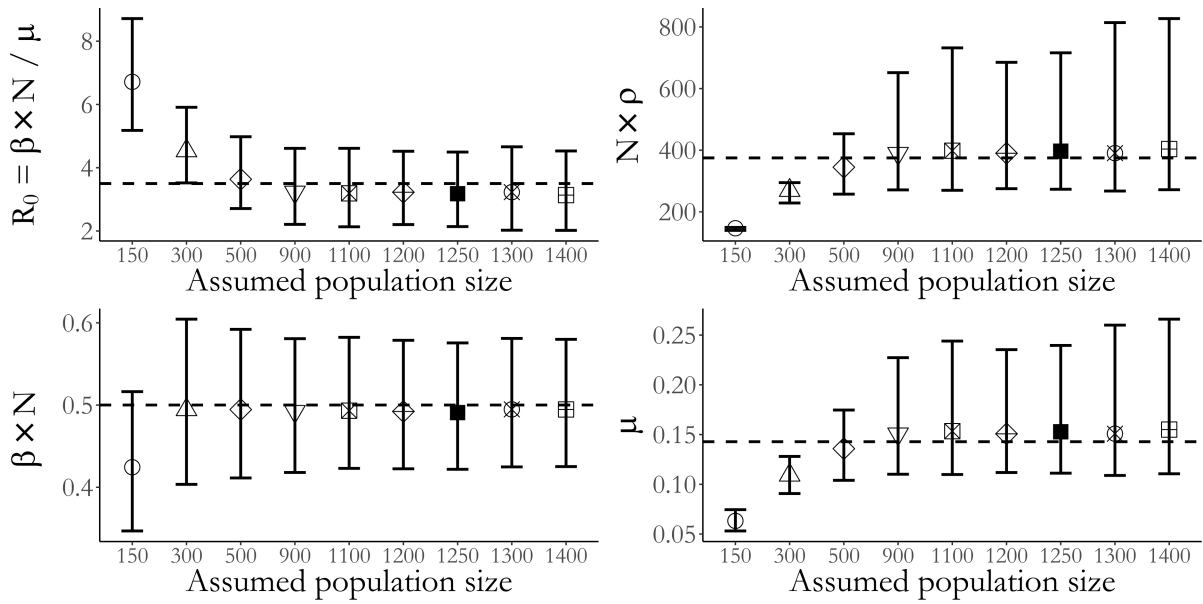 R₀ = β × N / μ
8
6
4
2
150 300 500 900 1100 1200 1250 1300 1400
Assumed population size
N × ρ
800
600
400
200
150 300 500 900 1100 1200 1250 1300 1400
Assumed population size
β × N
0.6
0.5
0.4
150 300 500 900 1100 1200 1250 1300 1400
Assumed population size
μ
0.25
0.20
0.15
0.10
0.05
150 300 500 900 1100 1200 1250 1300 1400
Assumed population size